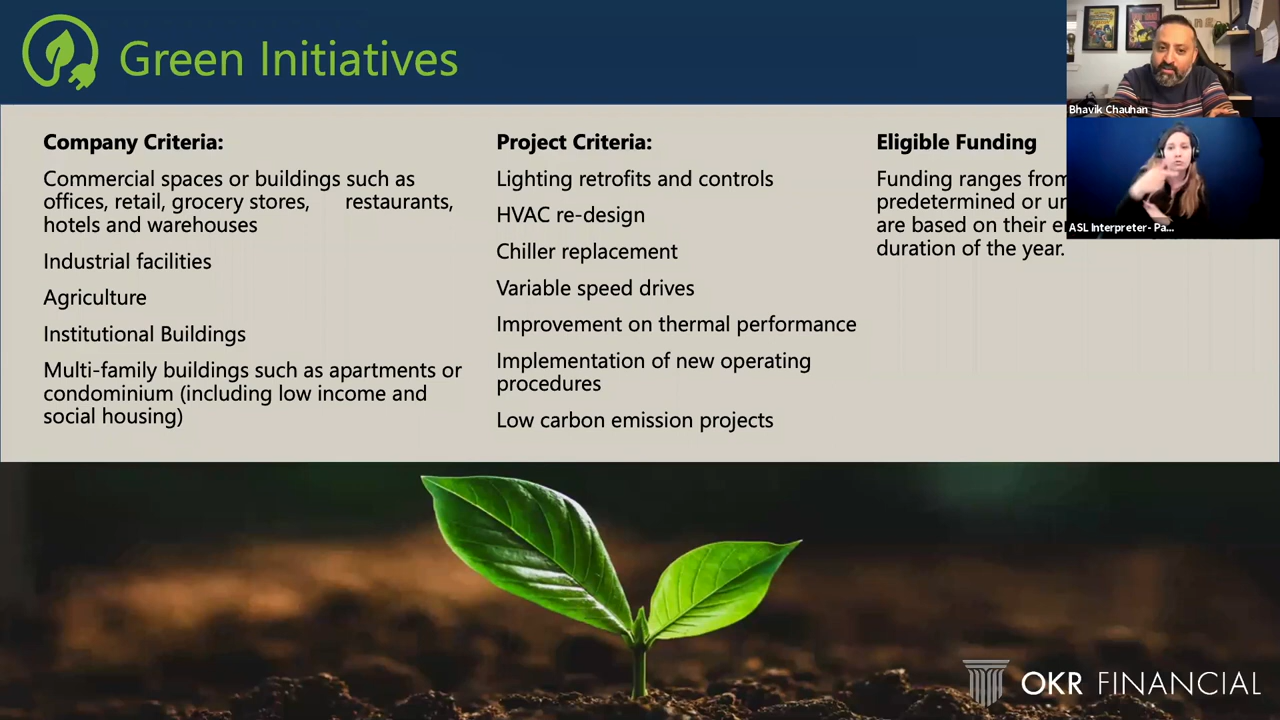 Green Initiatives
Company Criteria:
Commercial spaces or buildings such as
offices, retail, grocery stores, restaurants,
hotels and warehouses
Industrial facilities
Agriculture
Institutional Buildings
Multi-family buildings such as apartments or
condominium (including low income and
social housing)
Project Criteria:
Lighting retrofits and controls
HVAC re-design
Chiller replacement
Variable speed drives
Improvement on thermal performance
Implementation of new operating
procedures
Low carbon emission projects
Eligible Funding
Funding ranges from
predetermined or
are based on their
duration of the year.
Bhavik Chauhan
ASL Interpreter- Pa...
OKR FINANCIAL